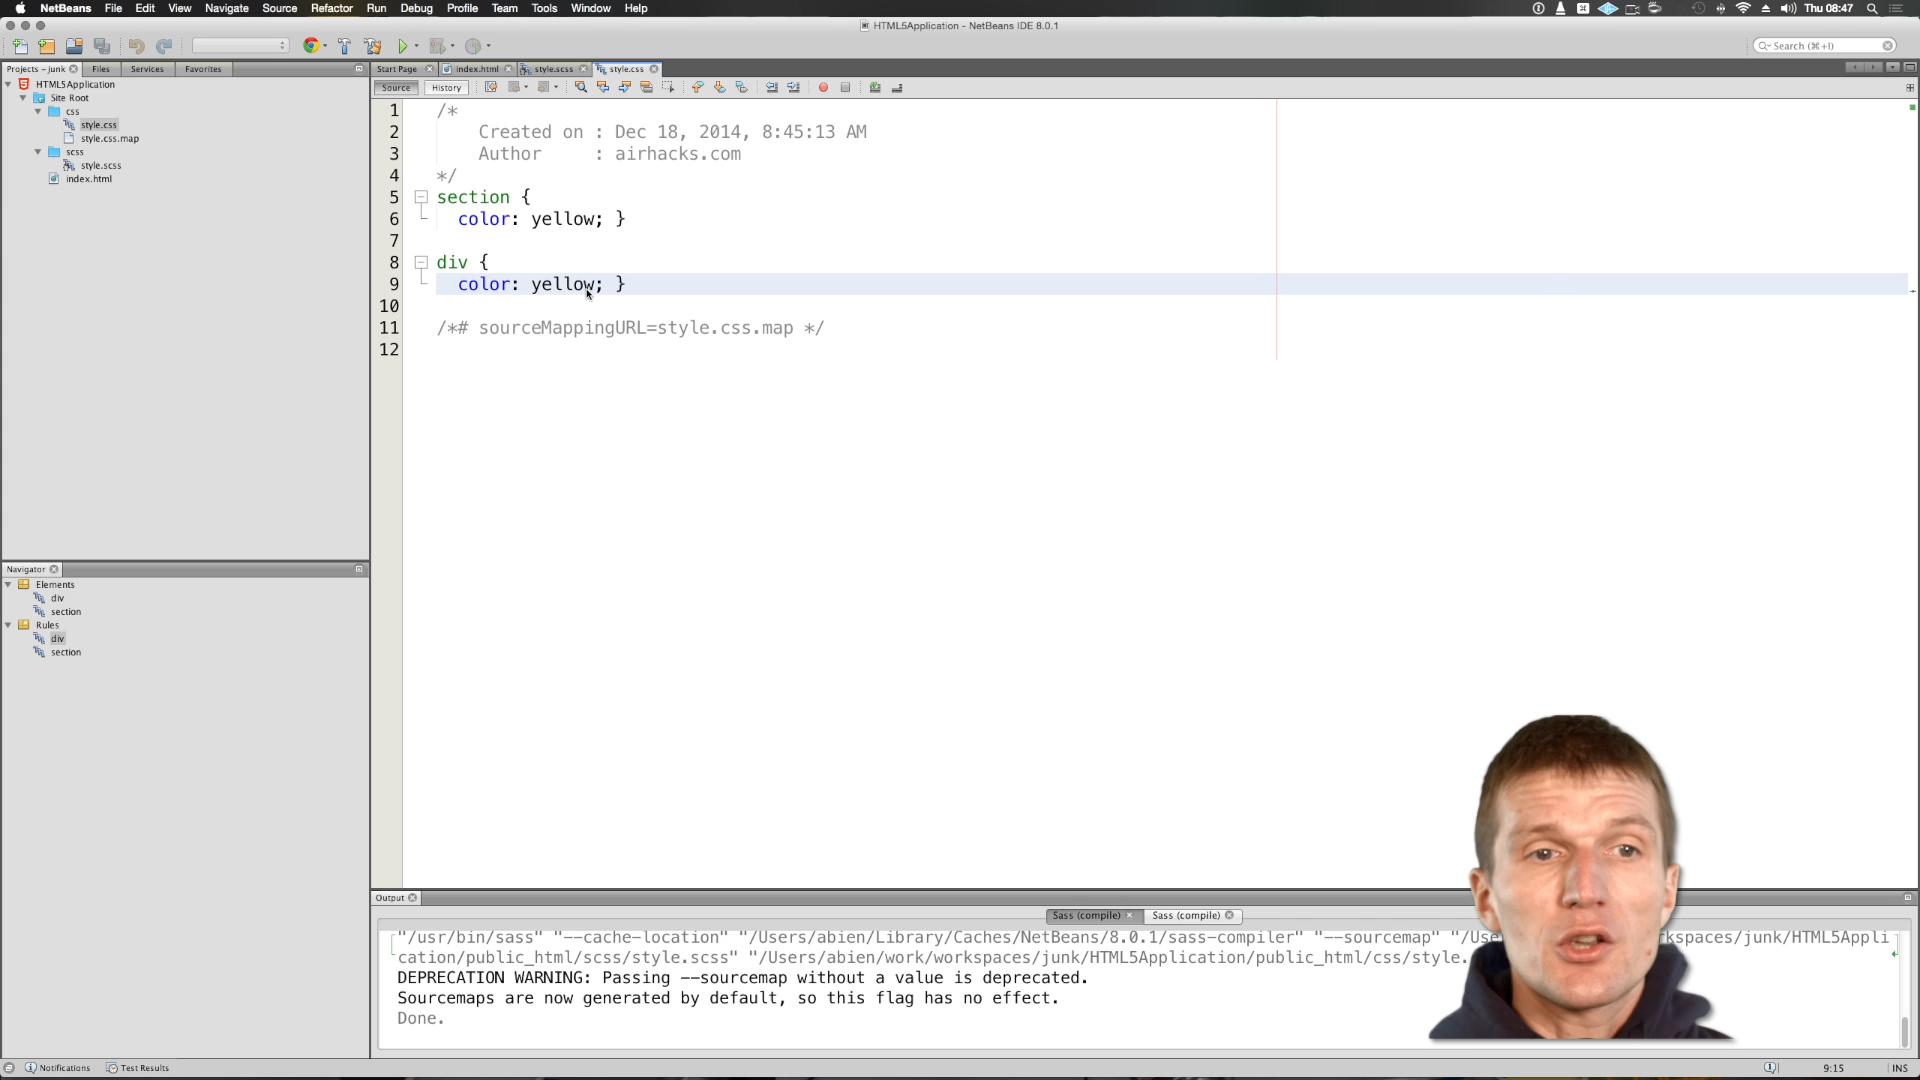 NetBeans File Edit View Navigate Source Refactor Run Debug Profile Team Tools Window Help Thu 08:47
HTML5Application - NetBeans IDE 8.0.1
Search (⌘+I)
Projects - junk Files Services Favorites
Start Page index.html style.scss style.css
Source History
HTML5Application
Site Root
css
style.css
style.css.map
scss
style.scss
index.html
1 /*
2 Created on : Dec 18, 2014, 8:45:13 AM
3 Author : airhacks.com
4 */
5 section {
6 color: yellow; }
7
8 div {
9 color: yellow; }
10
11 /*# sourceMappingURL=style.css.map */
12
Navigator
Elements
div
section
Rules
div
section
Output
Sass (compile) Sass (compile)
"/usr/bin/sass" "--cache-location" "/Users/abien/Library/Caches/NetBeans/8.0.1/sass-compiler" "--sourcemap" "/Use rkspaces/junk/HTML5Appli
cation/public_html/scss/style.scss" "/Users/abien/work/workspaces/junk/HTML5Application/public_html/css/style.
DEPRECATION WARNING: Passing --sourcemap without a value is deprecated.
Sourcemaps are now generated by default, so this flag has no effect.
Done.
Notifications Test Results 9:15 INS